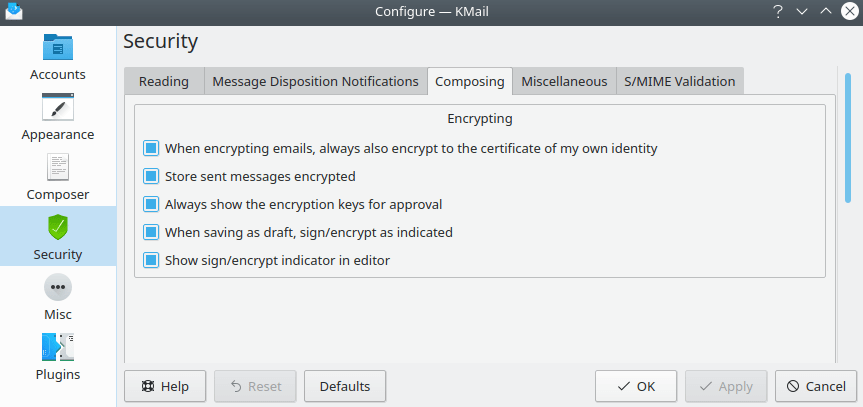 Configure — KMail
?
Accounts
Appearance
Composer
Security
Misc
Plugins
Security
Reading
Message Disposition Notifications
Composing
Miscellaneous
S/MIME Validation
Encrypting
When encrypting emails, always also encrypt to the certificate of my own identity
Store sent messages encrypted
Always show the encryption keys for approval
When saving as draft, sign/encrypt as indicated
Show sign/encrypt indicator in editor
Help
Reset
Defaults
OK
Apply
Cancel